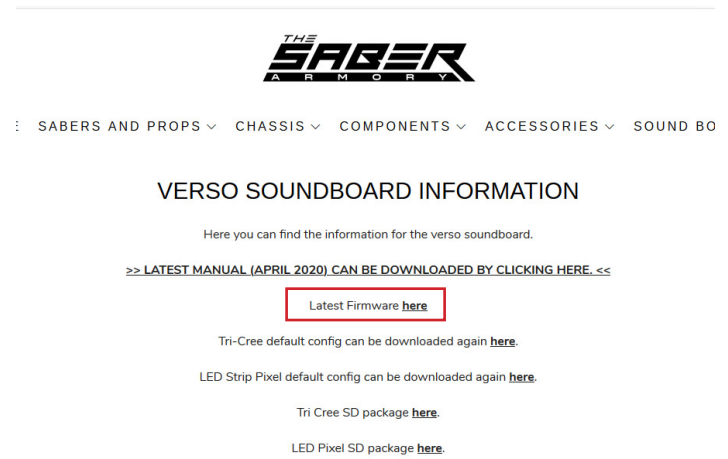 THE
SABER
ARMORY
E SABERS AND PROPS CHASSIS COMPONENTS ACCESSORIES SOUND BO
VERSO SOUNDBOARD INFORMATION
Here you can find the information for the verso soundboard.
>> LATEST MANUAL (APRIL 2020) CAN BE DOWNLOADED BY CLICKING HERE. <<
Latest Firmware here
Tri-Cree default config can be downloaded again here.
LED Strip Pixel default config can be downloaded again here.
Tri Cree SD package here.
LED Pixel SD package here.